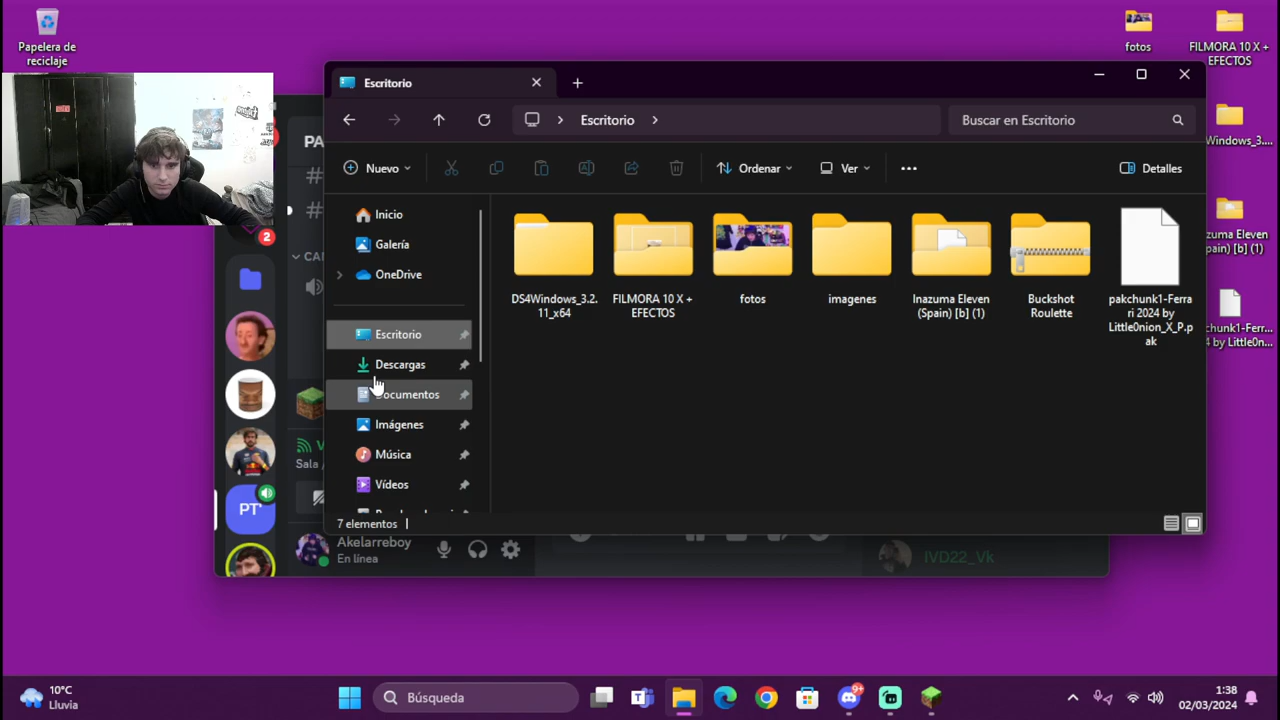 Papelera de
reciclaje
fotos
FILMORA 10 X +
EFECTOS
Escritorio
Escritorio
Buscar en Escritorio
Nuevo
Ordenar
Ver
Detalles
Inicio
Galería
OneDrive
Escritorio
Descargas
Documentos
Imágenes
Música
Vídeos
DS4Windows_3.2.
11_x64
FILMORA 10 X +
EFECTOS
fotos
imagenes
Inazuma Eleven
(Spain) [b] (1)
Buckshot
Roulette
pakchunk1-Ferra
ri 2024 by
Little0nion_X_P.p
ak
7 elementos
Windows_3....
zuma Eleven
pain) [b] (1)
chunk1-Ferr...
4 by Little0n...
PA
#
#
CA
2
V
Sala /
PT
Akelarreboy
En línea
IVD22_Vk
10°C
Lluvia
Búsqueda
9+
1:38
02/03/2024